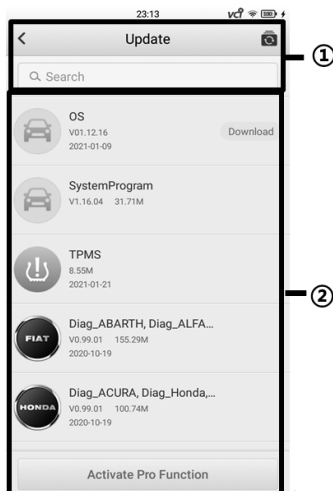 23:13
Update
Search
①
OS
V01.12.16
2021-01-09
Download
SystemProgram
V1.16.04 31.71M
TPMS
8.55M
2021-01-21
②
FIAT
Diag_ABARTH, Diag_ALFA...
V0.99.01 155.29M
2020-10-19
HONDA
Diag_ACURA, Diag_Honda,...
V0.99.01 100.74M
2020-10-19
Activate Pro Function